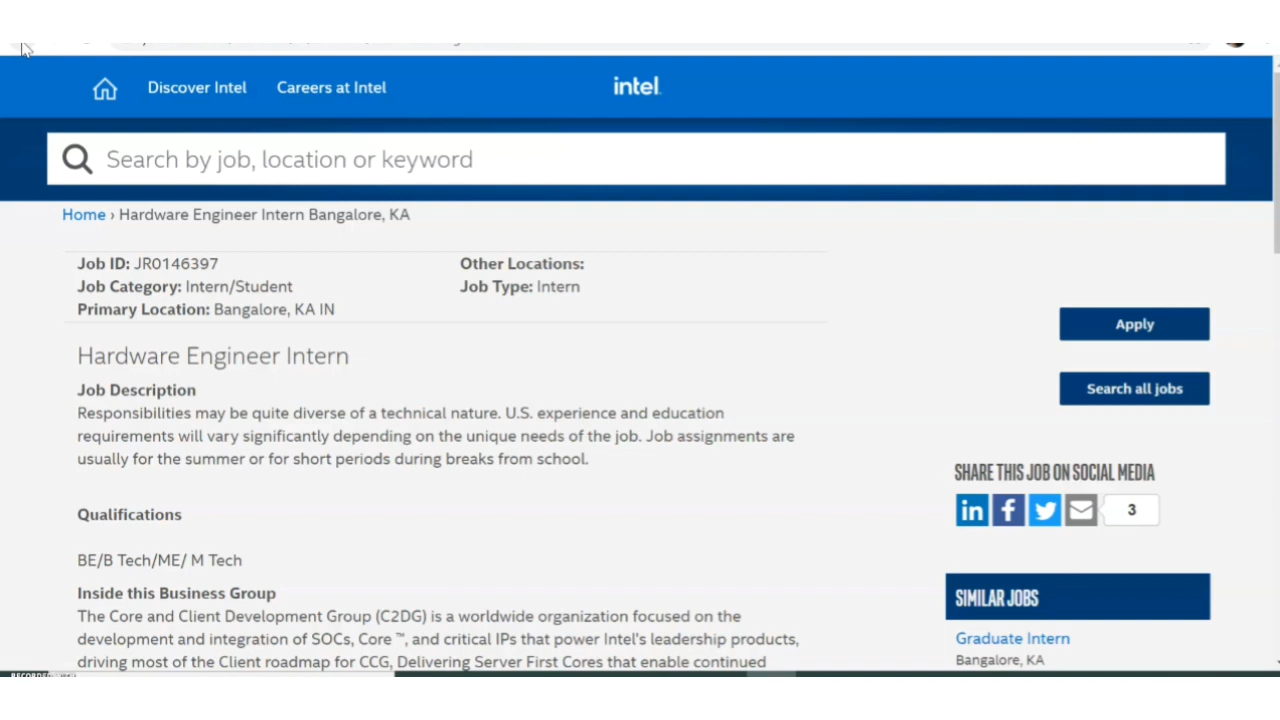 Discover Intel
Careers at Intel
intel
Search by job, location or keyword
Home › Hardware Engineer Intern Bangalore, KA
Job ID: JR0146397
Job Category: Intern/Student
Primary Location: Bangalore, KA IN
Other Locations:
Job Type: Intern
Apply
Search all jobs
Hardware Engineer Intern
Job Description
Responsibilities may be quite diverse of a technical nature. U.S. experience and education
requirements will vary significantly depending on the unique needs of the job. Job assignments are
usually for the summer or for short periods during breaks from school.
Qualifications
BE/B Tech/ME/ M Tech
Inside this Business Group
The Core and Client Development Group (C2DG) is a worldwide organization focused on the
development and integration of SOCs, Core ™, and critical IPs that power Intel's leadership products,
driving most of the Client roadmap for CCG, Delivering Server First Cores that enable continued
SHARE THIS JOB ON SOCIAL MEDIA
in
f
3
SIMILAR JOBS
Graduate Intern
Bangalore, KA